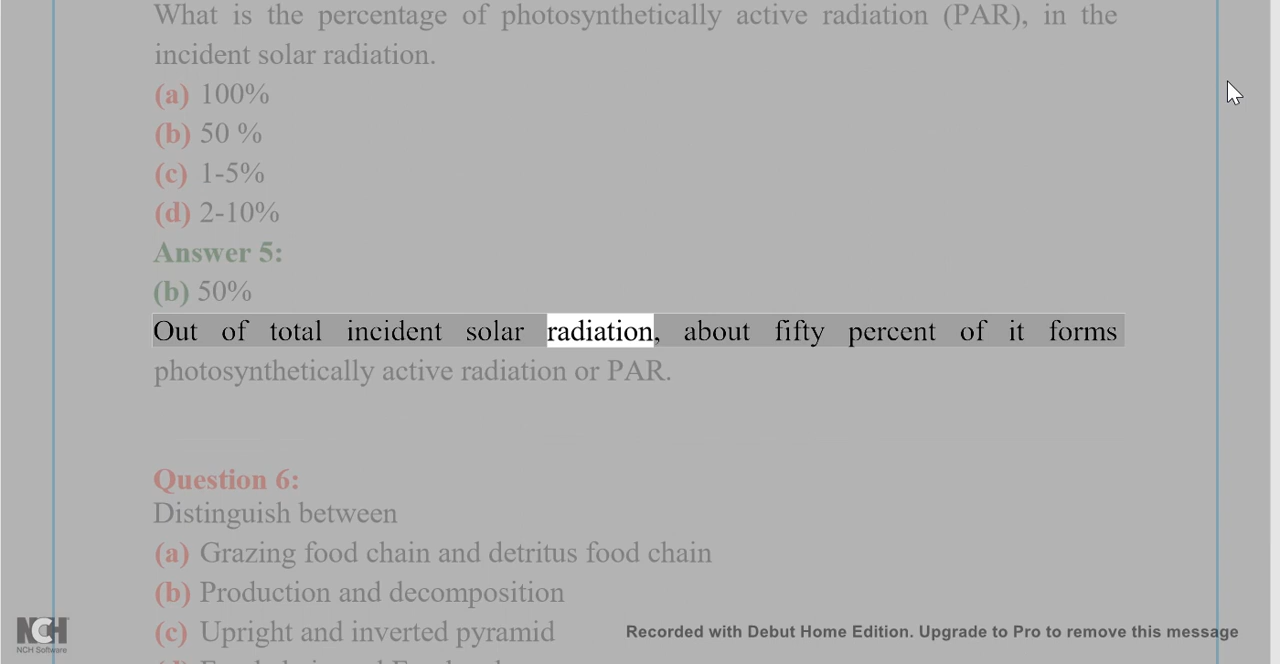 What is the percentage of photosynthetically active radiation (PAR), in the
incident solar radiation.
(a) 100%
(b) 50 %
(c) 1-5%
(d) 2-10%
Answer 5:
(b) 50%
Out of total incident solar radiation, about fifty percent of it forms
photosynthetically active radiation or PAR.
Question 6:
Distinguish between
(a) Grazing food chain and detritus food chain
(b) Production and decomposition
(c) Upright and inverted pyramid
NCH
NCH Software
Recorded with Debut Home Edition. Upgrade to Pro to remove this message